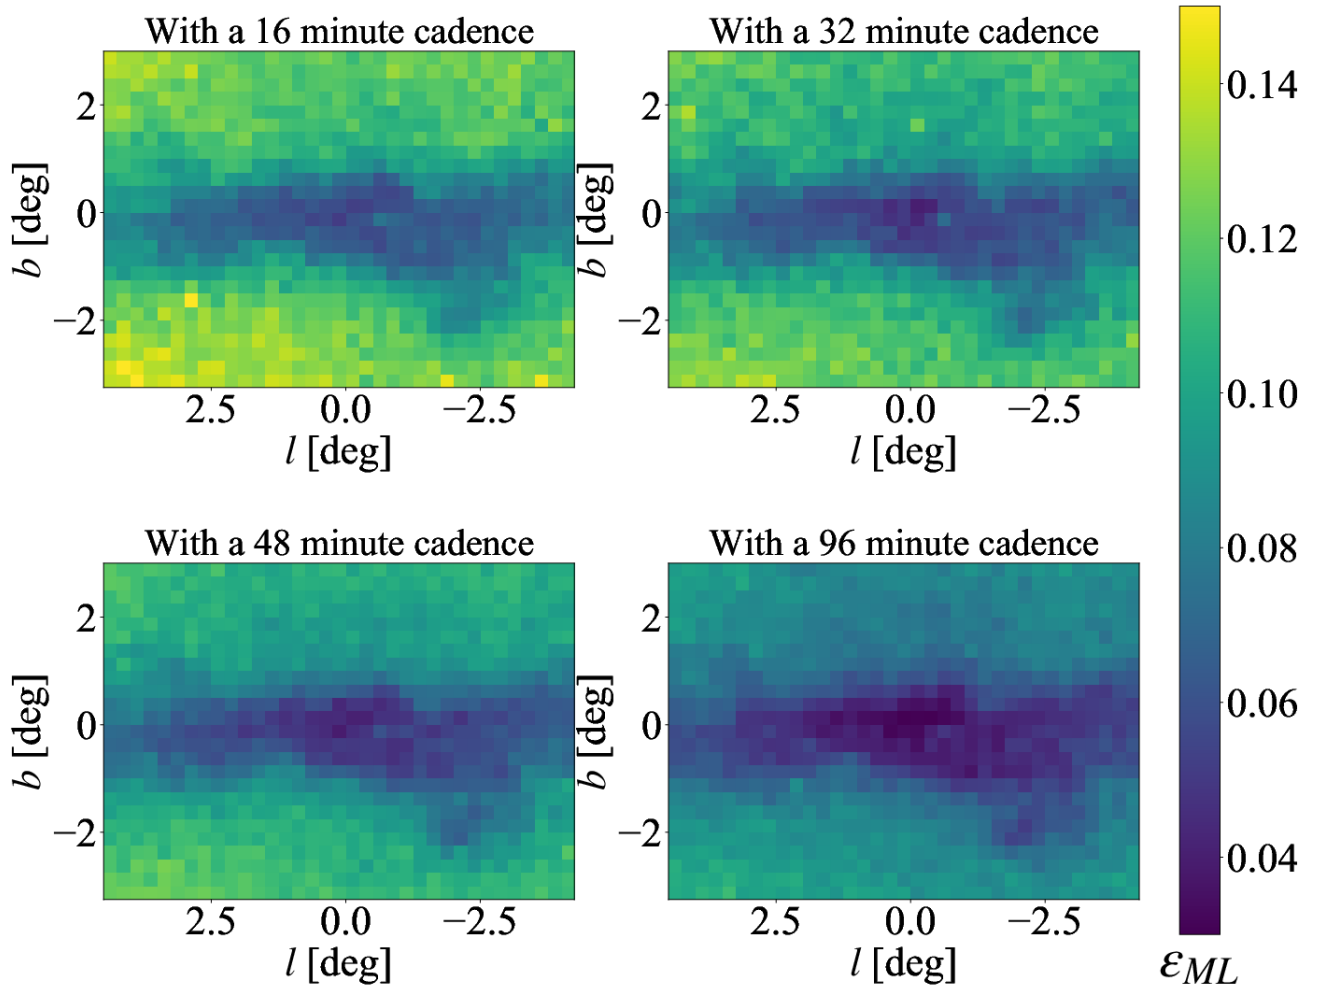 With a 16 minute cadence
With a 32 minute cadence
2
0
−2
b [deg]
2.5 0.0 −2.5
l [deg]
2
0
−2
b [deg]
2.5 0.0 −2.5
l [deg]
With a 48 minute cadence
With a 96 minute cadence
2
0
−2
b [deg]
2.5 0.0 −2.5
l [deg]
2
0
−2
b [deg]
2.5 0.0 −2.5
l [deg]
0.14
0.12
0.10
0.08
0.06
0.04
εML